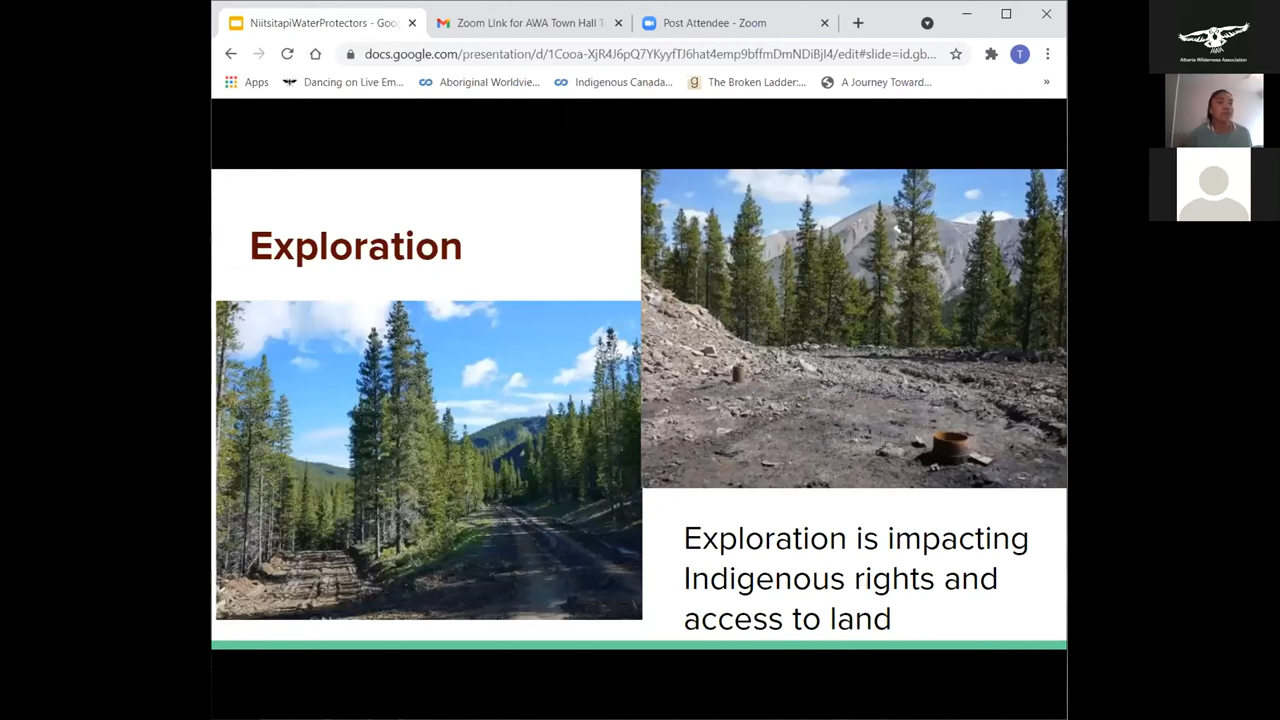 NiitsitapiWaterProtectors - Goo
Zoom LInk for AWA Town Hall T
Post Attendee - Zoom
docs.google.com/presentation/d/1Cooa-XjR4J6pQ7YKyyfTJ6hat4emp9bffmDmNDiBjI4/edit#slide=id.gb...
T
Apps
Dancing on Live Em...
Aboriginal Worldvie...
Indigenous Canada...
The Broken Ladder:...
A Journey Toward...
»
AWA
Alberta Wilderness Association
Exploration
Exploration is impacting
Indigenous rights and
access to land